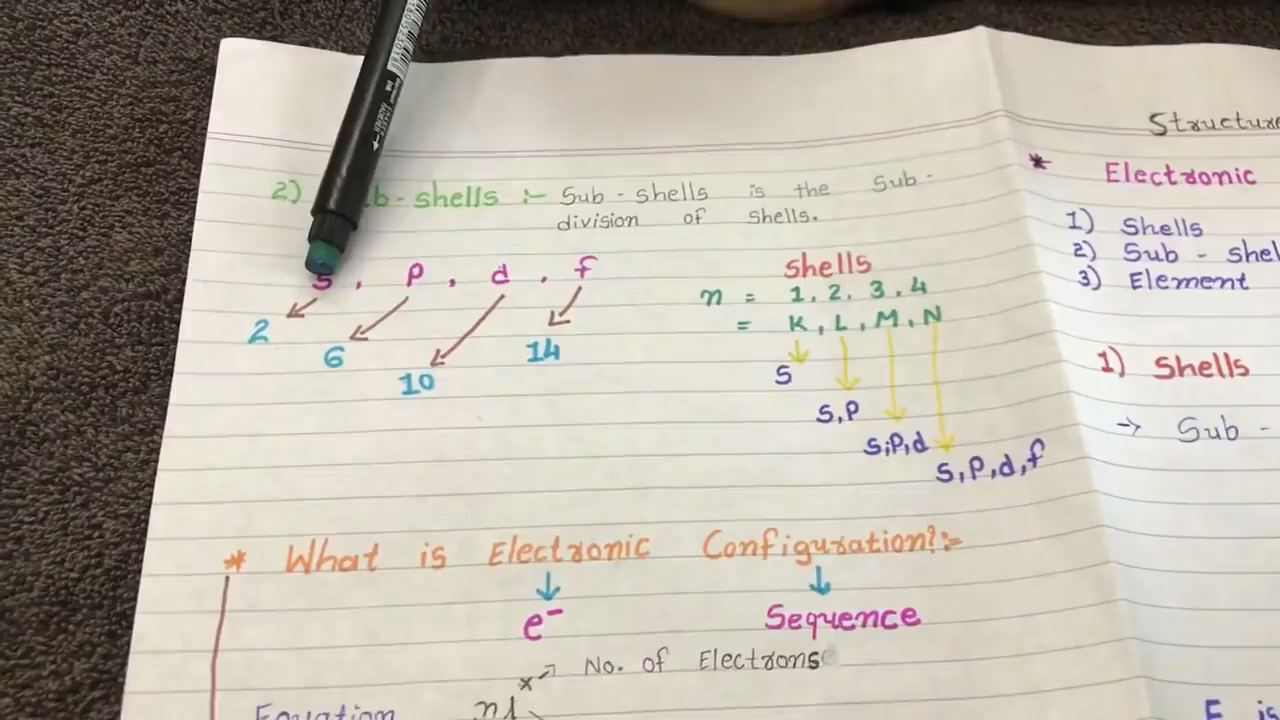 2) b-shells :- Sub-shells is the Sub-
division of Shells.
s, p, d, f
2
6
10
14
shells
n = 1, 2, 3, 4
= K, L, M, N
S
S,P
S,P,d
S,P,d,f
* What is Electronic Configuration?:-
e-
Sequence
x No. of Electrons
Equation nl
Structure
* Electronic
1) Shells
2) Sub-shel
3) Element
1) Shells
→ Sub-
E is